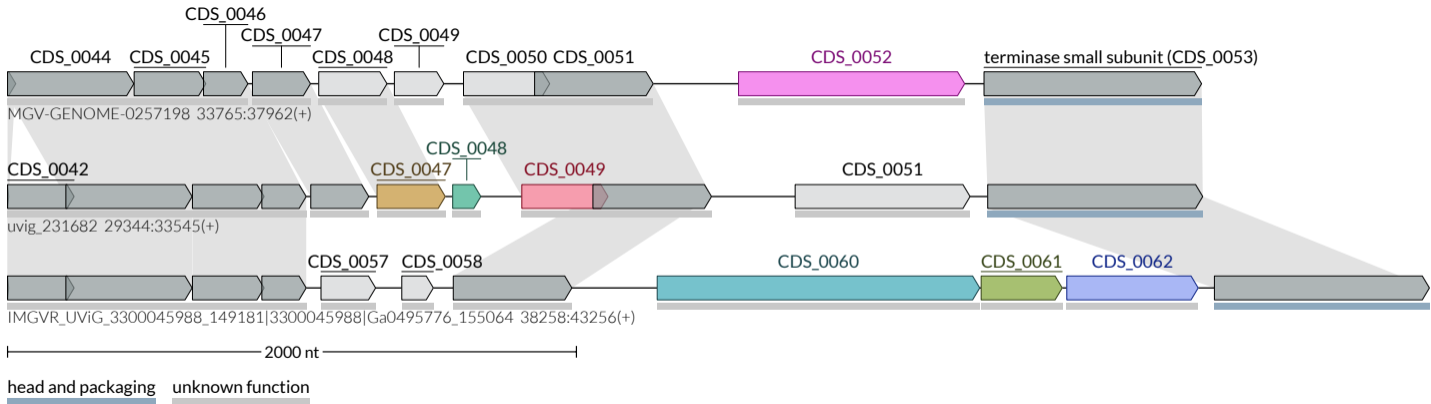 CDS_0046
CDS_0047 CDS_0049
CDS_0044 CDS_0045 CDS_0048 CDS_0050 CDS_0051 CDS_0052 terminase small subunit (CDS_0053)
MGV-GENOME-0257198 33765:37962(+)
CDS_0048
CDS_0042 CDS_0047 CDS_0049 CDS_0051
uvig_231682 29344:33545(+)
CDS_0057 CDS_0058 CDS_0060 CDS_0061 CDS_0062
IMGVR_UViG_3300045988_149181|3300045988|Ga0495776_155064 38258:43256(+)
2000 nt
head and packaging unknown function